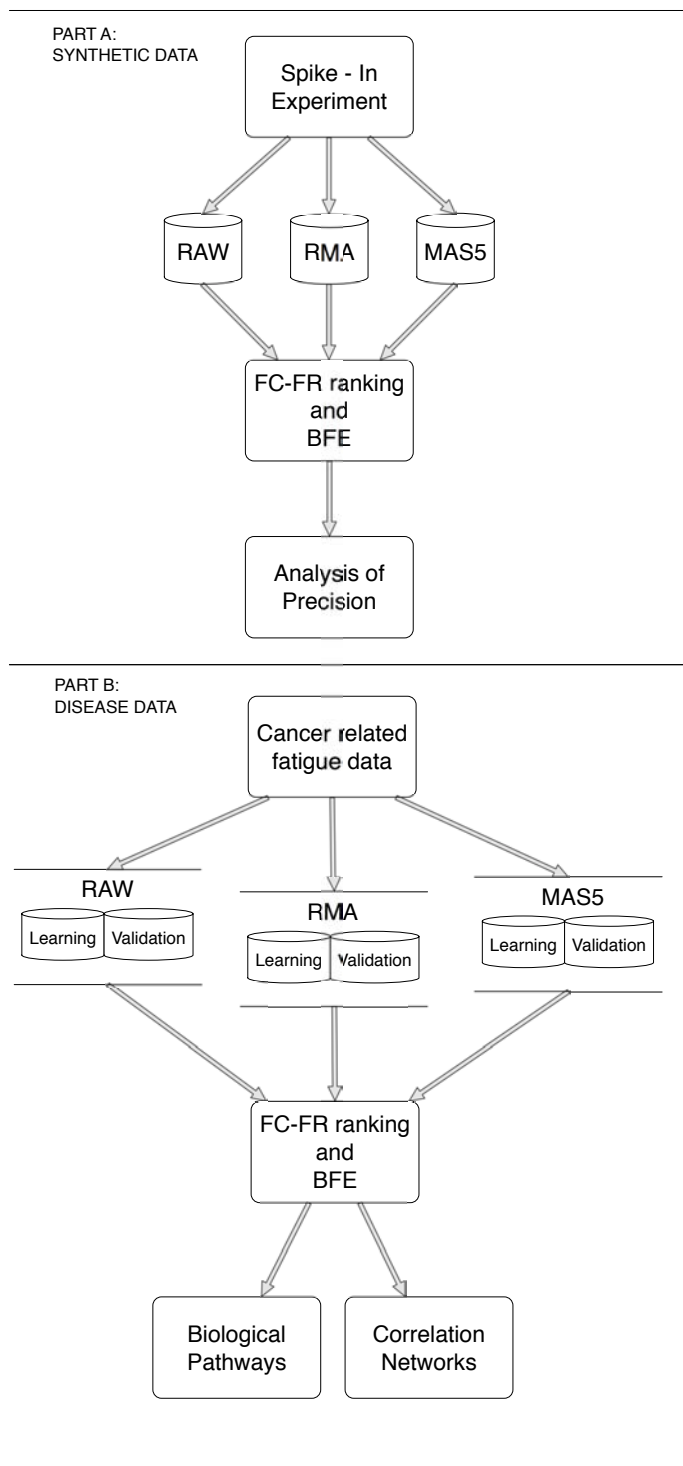 PART A:
SYNTHETIC DATA
Spike - In
Experiment
RAW
RMA
MAS5
FC-FR ranking
and
BFE
Analysis of
Precision
PART B:
DISEASE DATA
Cancer related
fatigue data
RAW
Learning
Validation
RMA
Learning
Validation
MAS5
Learning
Validation
FC-FR ranking
and
BFE
Biological
Pathways
Correlation
Networks